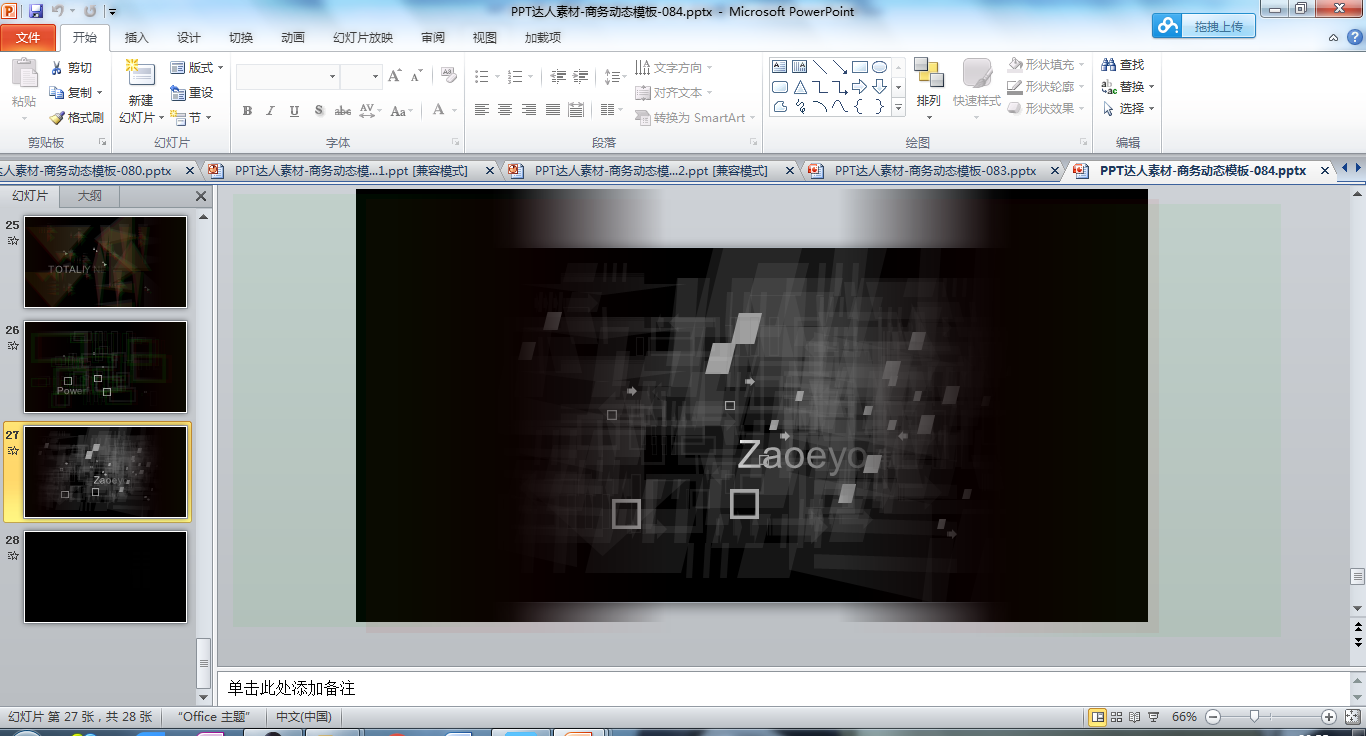 PPT达人素材-商务动态模板-084.pptx - Microsoft PowerPoint
拖拽上传
文件 开始 插入 设计 切换 动画 幻灯片放映 审阅 视图 加载项
粘贴 剪切 复制 格式刷
新建 幻灯片 版式 重设 节
B I U S abc AV Aa A
文字方向 对齐文本 转换为 SmartArt
排列 快速样式 形状填充 形状轮廓 形状效果
查找 替换 选择
剪贴板 幻灯片 字体 段落 绘图 编辑
人素材-商务动态模板-080.pptx PPT达人素材-商务动态模...1.ppt [兼容模式] PPT达人素材-商务动态模...2.ppt [兼容模式] PPT达人素材-商务动态模板-083.pptx PPT达人素材-商务动态模板-084.pptx
幻灯片 大纲
25
TOTALIY
26
Power
27
Zaoeyo
28
Zaoeyo
单击此处添加备注
幻灯片 第 27 张，共 28 张 "Office 主题" 中文(中国) 66%